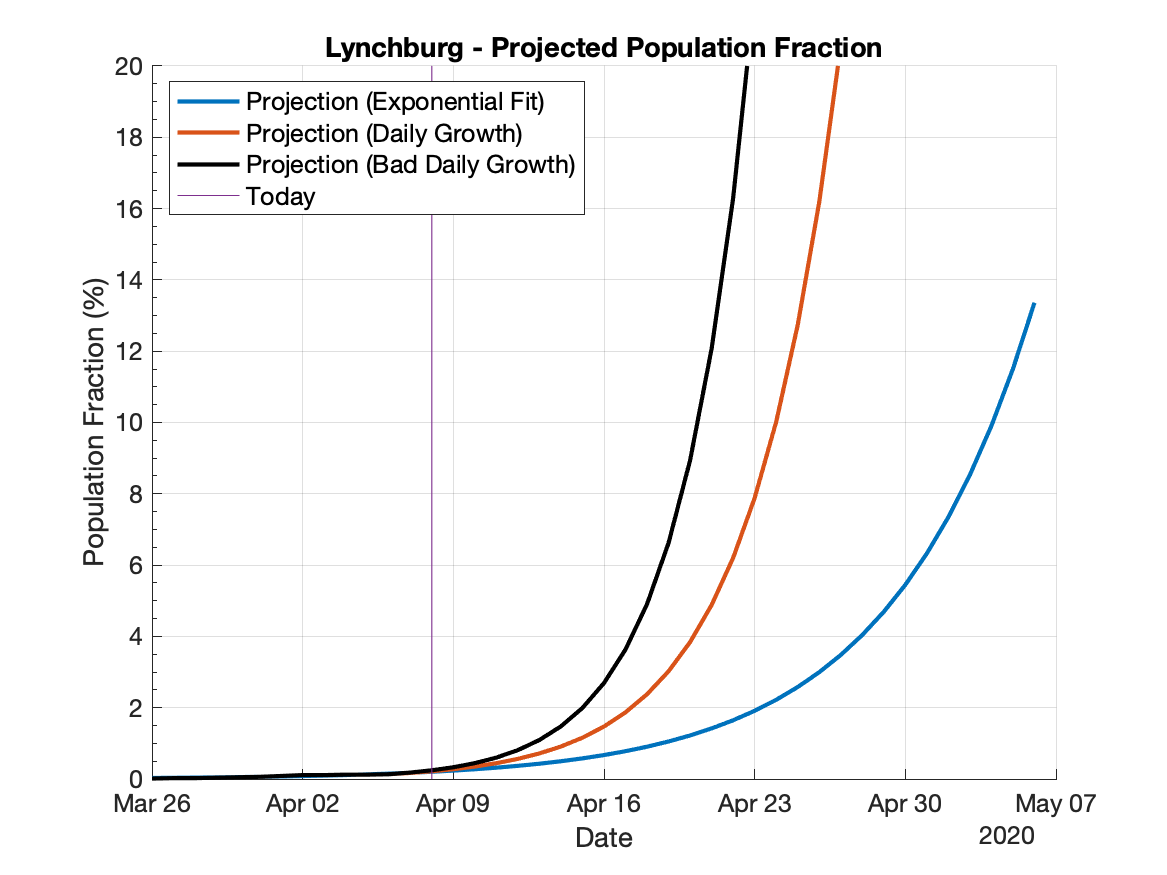 Lynchburg - Projected Population Fraction
20
18
16
14
12
10
8
6
4
2
0
Population Fraction (%)
Projection (Exponential Fit)
Projection (Daily Growth)
Projection (Bad Daily Growth)
Today
Mar 26 Apr 02 Apr 09 Apr 16 Apr 23 Apr 30 May 07
Date
2020